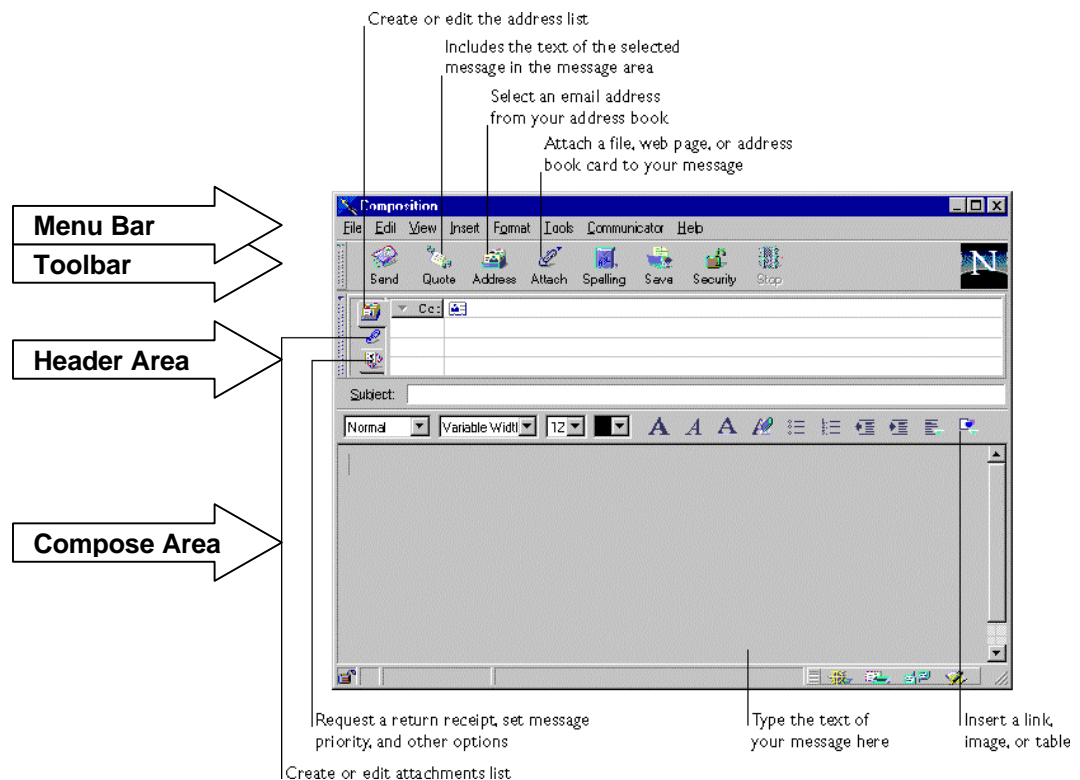 Create or edit the address list
Includes the text of the selected
message in the message area
Select an email address
from your address book
Attach a file, web page, or address
book card to your message
Composition
Menu Bar
File Edit View Insert Format Tools Communicator Help
Toolbar
Send Quote Address Attach Spelling Save Security Stop
N
Cc:
Header Area
Subject:
Normal Variable Widtl 12 A A A
Compose Area
Request a return receipt, set message
priority, and other options
Type the text of
your message here
Insert a link,
image, or table
Create or edit attachments list